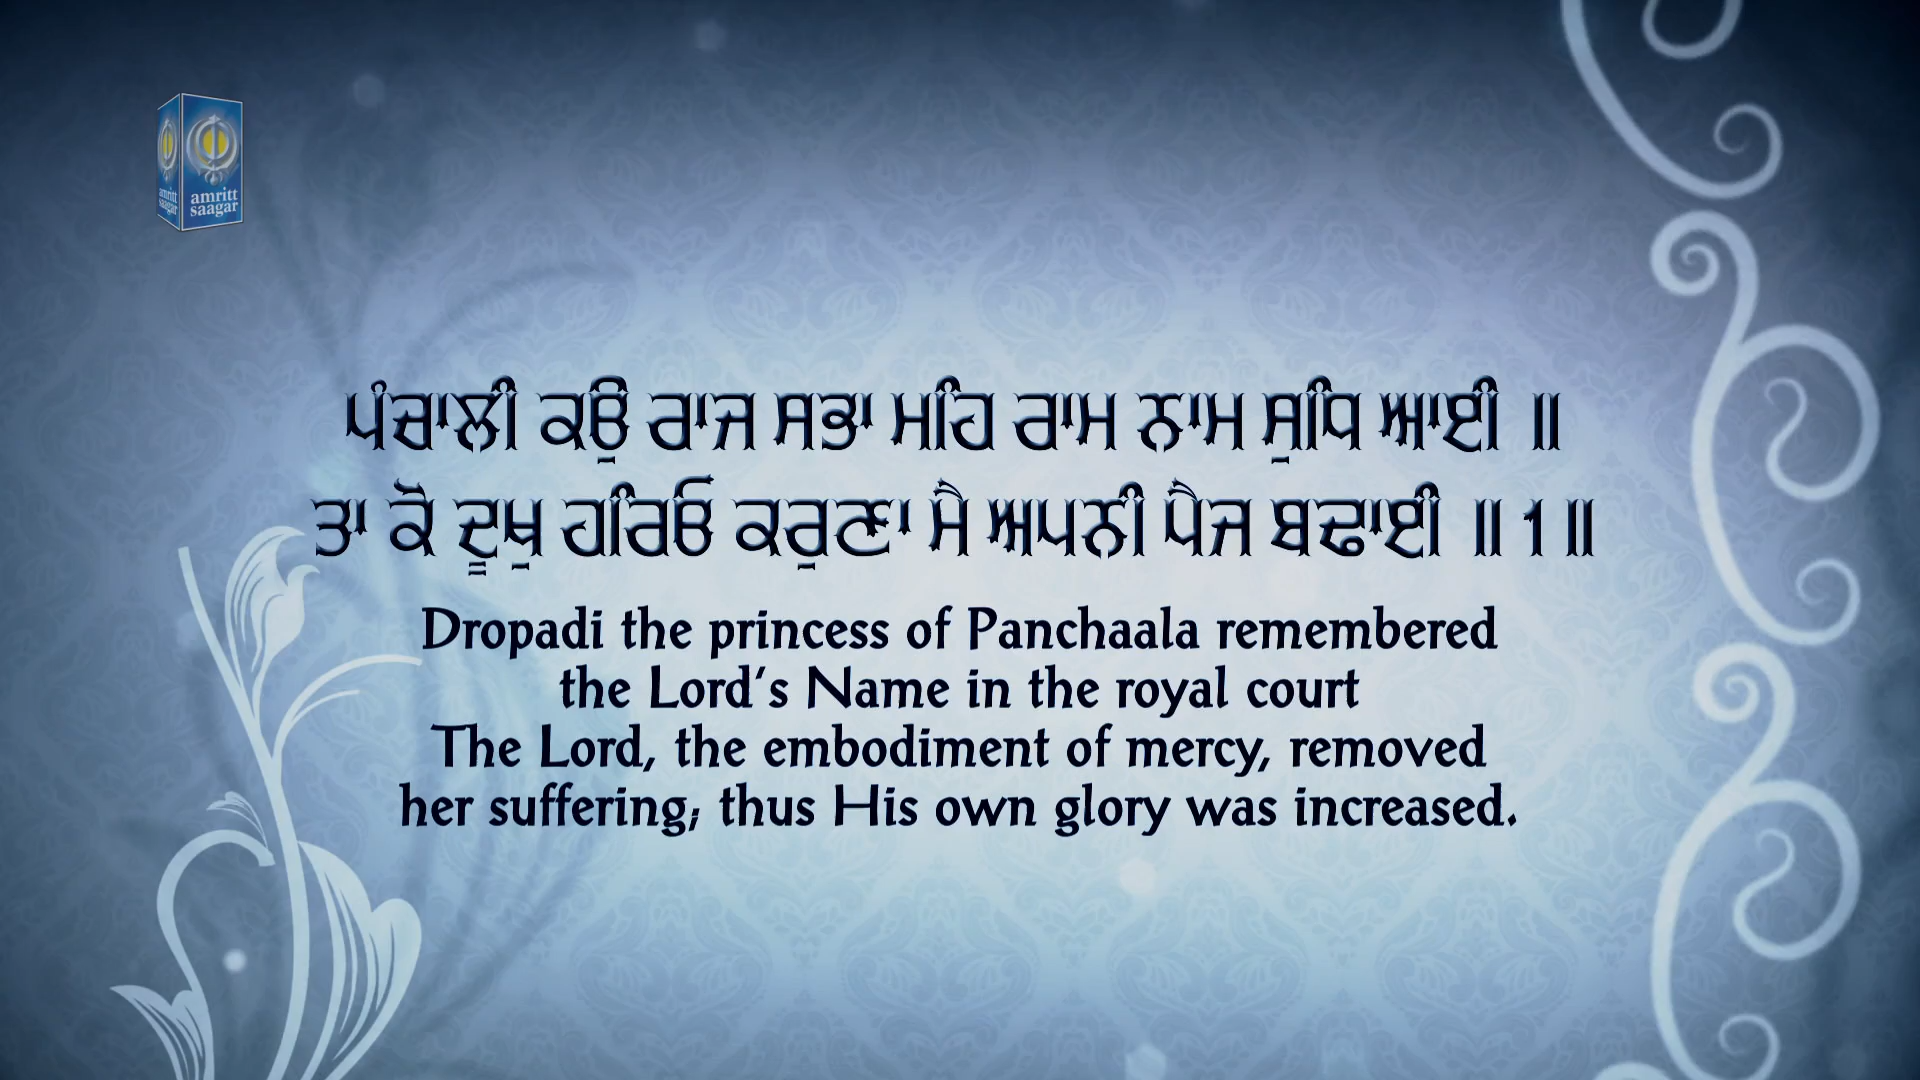 amritt
saagar
amritt
saagar
ਪੰਚਾਲੀ ਕਉ ਰਾਜ ਸਭਾ ਮਹਿ ਰਾਮ ਨਾਮ ਸੁਧਿ ਆਈ ॥
ਤਾ ਕੋ ਦੂਖੁ ਹਰਿਓ ਕਰੁਣਾ ਮੈ ਅਪਨੀ ਪੈਜ ਬਢਾਈ ॥ 1 ॥
Dropadi the princess of Panchaala remembered
the Lord's Name in the royal court
The Lord, the embodiment of mercy, removed
her suffering; thus His own glory was increased.